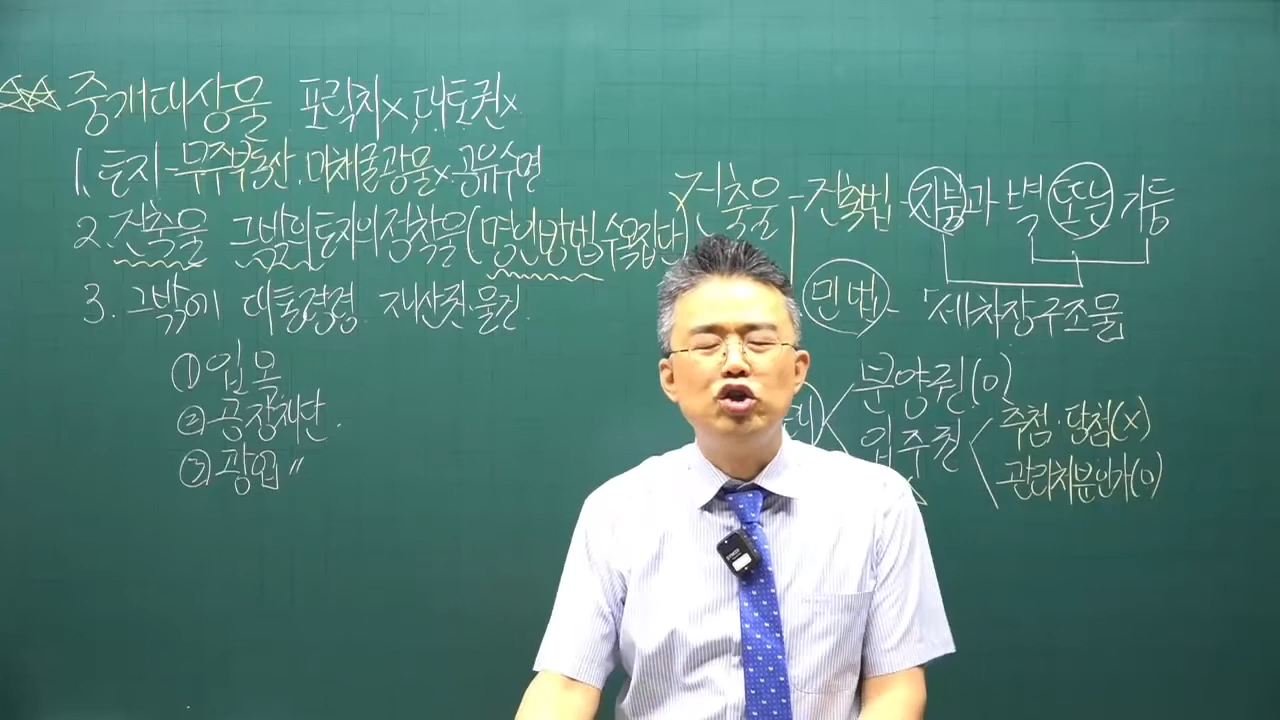 중개대상물 포락지x, 대토권x
1. 토지 - 무주부동산, 미채굴광물x, 공유수면
2. 건축물 그밖의 토지의 정착물(명인방법 수목집단)
3. 그밖에 대통령령 재산권·물건
① 입목
② 공장재단.
③ 광업 〃
건축물 - 건축법 - 지붕과 벽 또는 기둥
민법 - 「세차장구조물
분양권(O)
입주권
추첨·당첨(x)
관리처분인가(O)